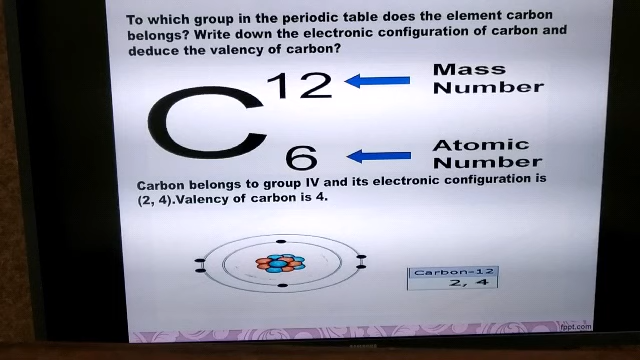 To which group in the periodic table does the element carbon
belongs? Write down the electronic configuration of carbon and
deduce the valency of carbon?
C
12
Mass
Number
6
Atomic
Number
Carbon belongs to group IV and its electronic configuration is
(2, 4).Valency of carbon is 4.
Carbon-12
2, 4
fppt.com